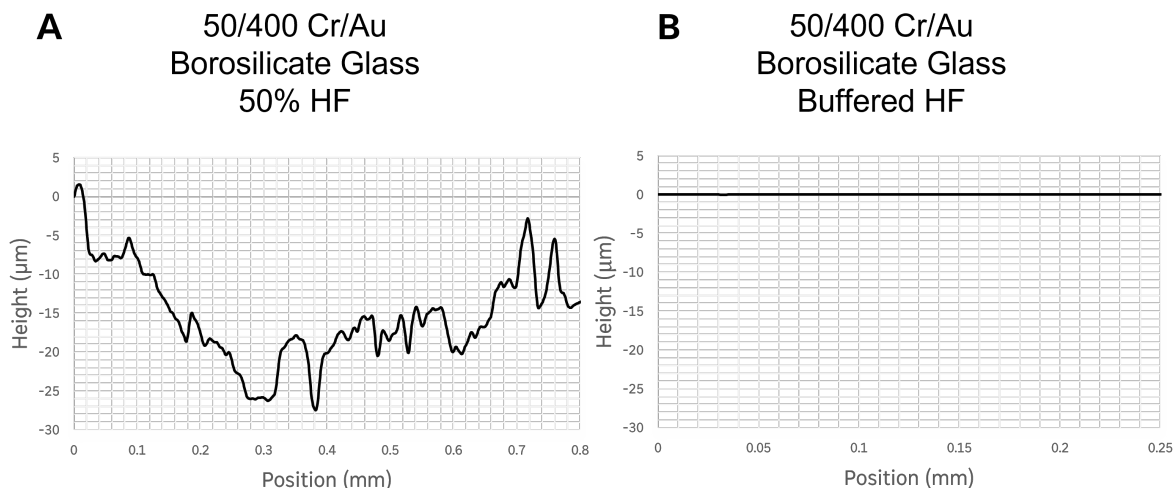 A
50/400 Cr/Au
Borosilicate Glass
50% HF
5
0
-5
-10
-15
-20
-25
-30
Height (µm)
0 0.1 0.2 0.3 0.4 0.5 0.6 0.7 0.8
Position (mm)
B
50/400 Cr/Au
Borosilicate Glass
Buffered HF
5
0
-5
-10
-15
-20
-25
-30
Height (µm)
0 0.05 0.1 0.15 0.2 0.25
Position (mm)